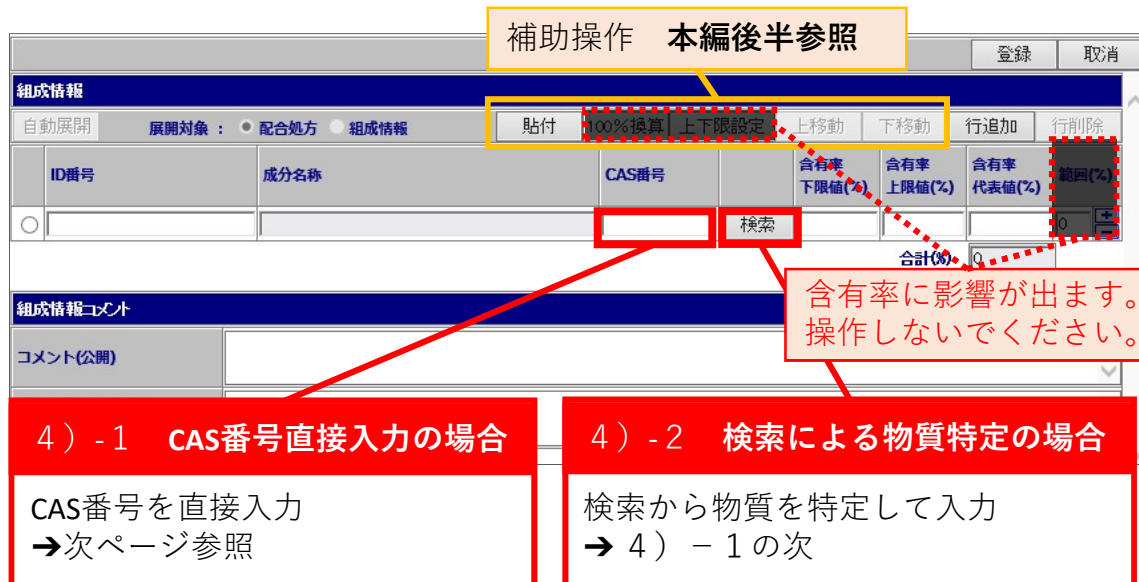 補助操作 本編後半参照
登録 取消
組成情報
自動展開 展開対象 : 配合処方 組成情報 貼付 100%換算 上下限設定 上移動 下移動 行追加 行削除
ID番号 成分名称 CAS番号 含有率 下限値(%) 含有率 上限値(%) 含有率 代表値(%) 範囲(%)
検索 0 + -
合計(%) 0
含有率に影響が出ます。
操作しないでください。
組成情報コメント
コメント(公開)
４）-１ CAS番号直接入力の場合
CAS番号を直接入力
➔次ページ参照
４）-２ 検索による物質特定の場合
検索から物質を特定して入力
➔ ４）－１の次